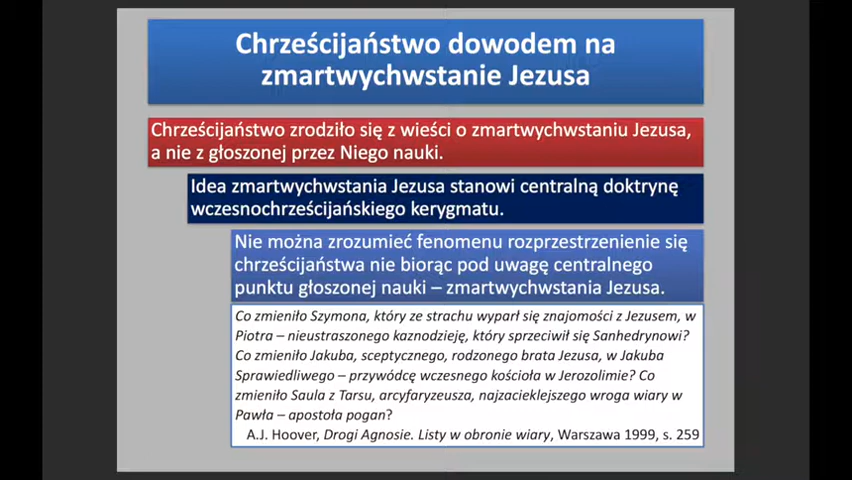 Chrześcijaństwo dowodem na
zmartwychwstanie Jezusa
Chrześcijaństwo zrodziło się z wieści o zmartwychwstaniu Jezusa,
a nie z głoszonej przez Niego nauki.
Idea zmartwychwstania Jezusa stanowi centralną doktrynę
wczesnochrześcijańskiego kerygmatu.
Nie można zrozumieć fenomenu rozprzestrzenienie się
chrześcijaństwa nie biorąc pod uwagę centralnego
punktu głoszonej nauki – zmartwychwstania Jezusa.
Co zmieniło Szymona, który ze strachu wyparł się znajomości z Jezusem, w
Piotra – nieustraszonego kaznodzieję, który sprzeciwił się Sanhedrynowi?
Co zmieniło Jakuba, sceptycznego, rodzonego brata Jezusa, w Jakuba
Sprawiedliwego – przywódcę wczesnego kościoła w Jerozolimie? Co
zmieniło Saula z Tarsu, arcyfaryzeusza, najzacieklejszego wroga wiary w
Pawła – apostoła pogan?
A.J. Hoover, Drogi Agnosie. Listy w obronie wiary, Warszawa 1999, s. 259